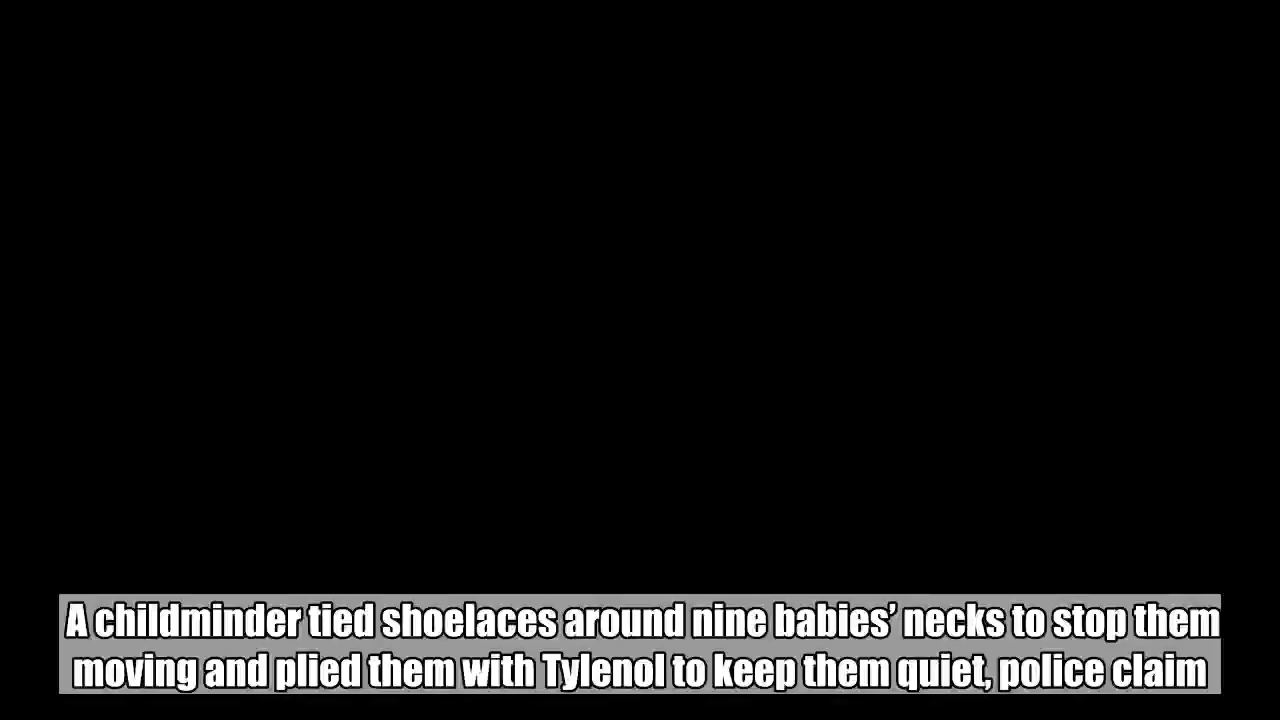 A childminder tied shoelaces around nine babies’ necks to stop them
moving and plied them with Tylenol to keep them quiet, police claim